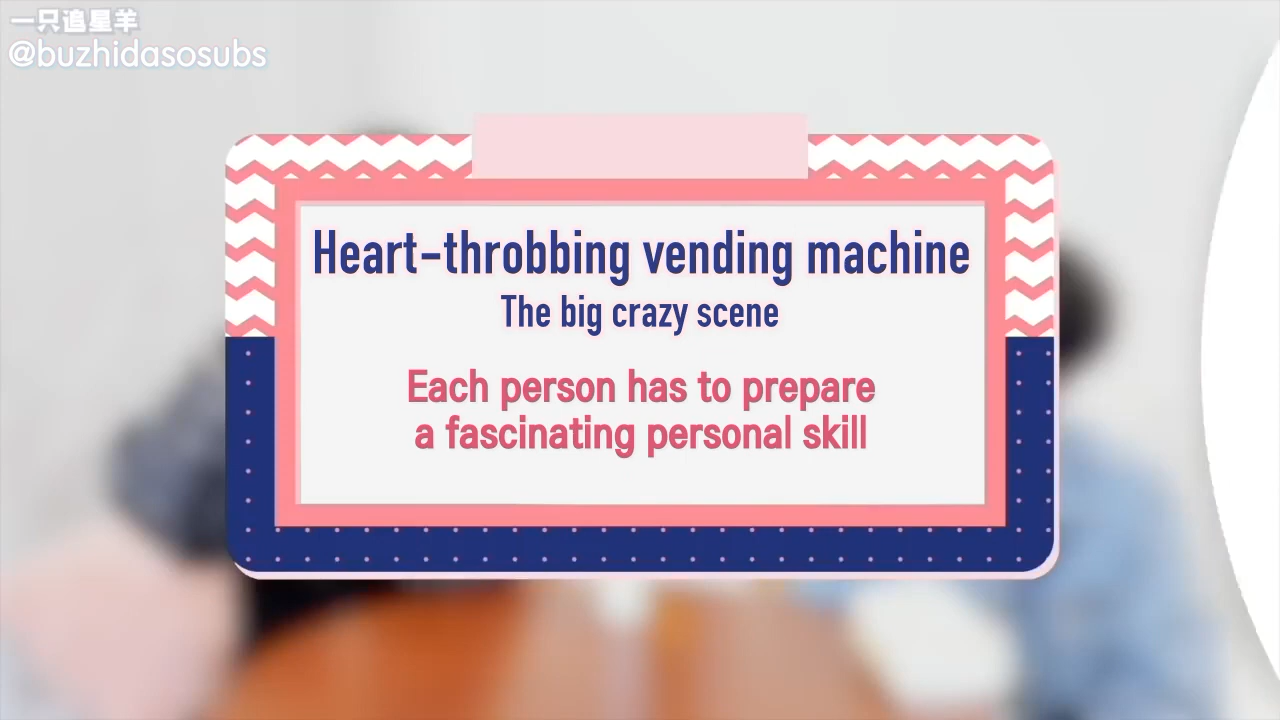 一只追星羊
@buzhidasosubs
Heart-throbbing vending machine
The big crazy scene
Each person has to prepare
a fascinating personal skill